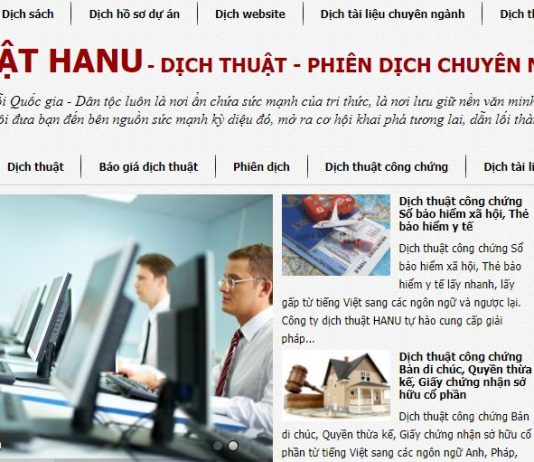 Dịch sách Dịch hồ sơ dự án Dịch website Dịch tài liệu chuyên ngành Dịch th
ẬT HANU - DỊCH THUẬT - PHIÊN DỊCH CHUYÊN N
ỗi Quốc gia - Dân tộc luôn là nơi ẩn chứa sức mạnh của tri thức, là nơi lưu giữ nền văn minh
ôi đưa bạn đến bên nguồn sức mạnh kỳ diệu đó, mở ra cơ hội khai phá tương lai, dẫn lối thàn
Dịch thuật Báo giá dịch thuật Phiên dịch Dịch thuật công chứng Dịch tài li
Dịch thuật công chứng
Sổ bảo hiểm xã hội, Thẻ
bảo hiểm y tế
Dịch thuật công chứng Sổ
bảo hiểm xã hội, Thẻ bảo
hiểm y tế lấy nhanh, lấy
gấp từ tiếng Việt sang các ngôn ngữ và ngược lại.
Công ty dịch thuật HANU tự hào cung cấp giải
pháp...
Dịch thuật công chứng
Bản di chúc, Quyền thừa
kế, Giấy chứng nhận sở
hữu cổ phần
Dịch thuật công chứng Bản
di chúc, Quyền thừa kế, Giấy chứng nhận sở hữu cổ
phần từ tiếng Việt sang các ngôn ngữ Anh, Pháp,